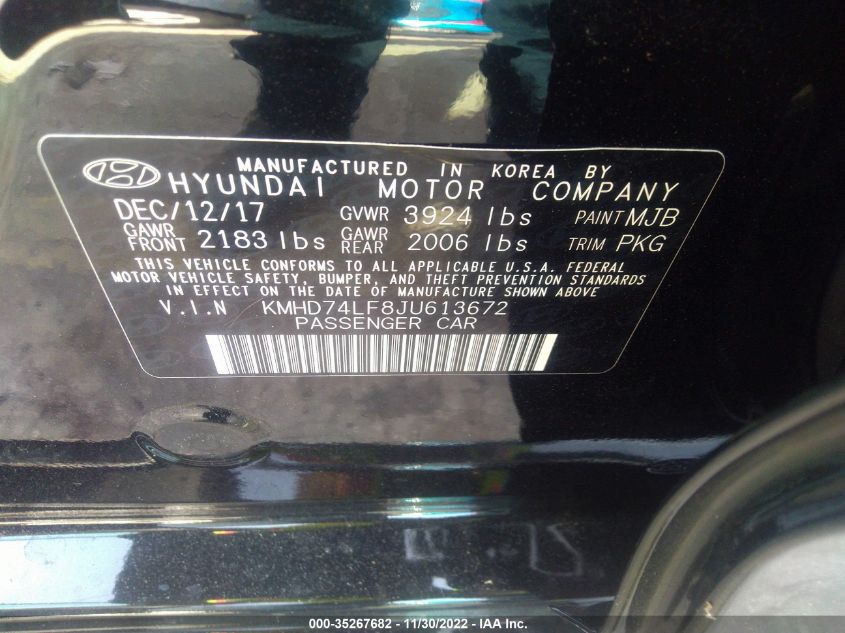 MANUFACTURED IN KOREA BY
HYUNDAI MOTOR COMPANY
DEC/12/17 GVWR 3924 lbs PAINT MJB
GAWR FRONT 2183 lbs GAWR REAR 2006 lbs TRIM PKG
THIS VEHICLE CONFORMS TO ALL APPLICABLE U.S.A. FEDERAL
MOTOR VEHICLE SAFETY, BUMPER, AND THEFT PREVENTION STANDARDS
IN EFFECT ON THE DATE OF MANUFACTURE SHOWN ABOVE
V.I.N KMHD74LF8JU613672
PASSENGER CAR
000-35267682 - 11/30/2022 - IAA Inc.